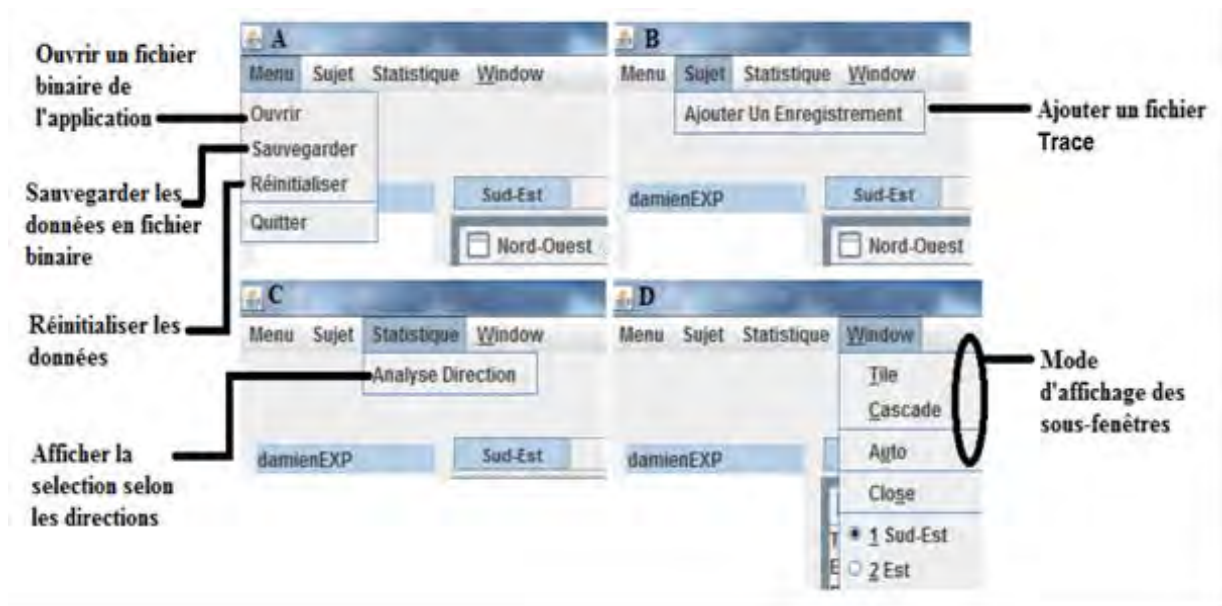 Ouvrir un fichier
binaire de
l'application
Sauvegarder les
données en fichier
binaire
Réinitialiser les
données
Afficher la
selection selon
les directions
A
Menu Sujet Statistique Window
Ouvrir
Sauvegarder
Réinitialiser
Quitter
Sud-Est
Nord-Ouest
B
Menu Sujet Statistique Window
Ajouter Un Enregistrement
damienEXP
Sud-Est
Nord-Ouest
Ajouter un fichier
Trace
C
Menu Sujet Statistique Window
Analyse Direction
damienEXP
Sud-Est
D
Menu Sujet Statistique Window
Tile
Cascade
Auto
Close
1 Sud-Est
2 Est
damienEXP
T
E
Mode
d'affichage des
sous-fenêtres